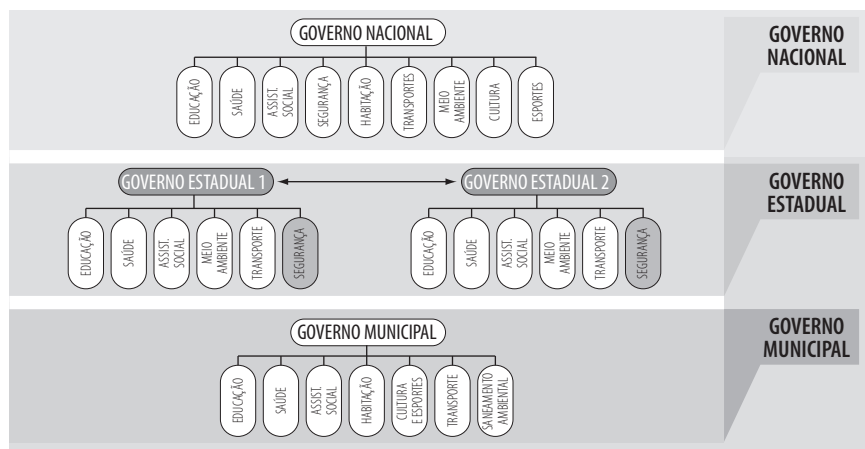 GOVERNO NACIONAL
GOVERNO
NACIONAL
EDUCAÇÃO
SAÚDE
ASSIST.
SOCIAL
SEGURANÇA
HABITAÇÃO
TRANSPORTES
MEIO
AMBIENTE
CULTURA
ESPORTES
GOVERNO ESTADUAL 1
GOVERNO ESTADUAL 2
GOVERNO
ESTADUAL
EDUCAÇÃO
SAÚDE
ASSIST.
SOCIAL
MEIO
AMBIENTE
TRANSPORTE
SEGURANÇA
EDUCAÇÃO
SAÚDE
ASSIST.
SOCIAL
MEIO
AMBIENTE
TRANSPORTE
SEGURANÇA
GOVERNO MUNICIPAL
GOVERNO
MUNICIPAL
EDUCAÇÃO
SAÚDE
ASSIST.
SOCIAL
HABITAÇÃO
CULTURA
E ESPORTES
TRANSPORTE
SANEAMENTO
AMBIENTAL